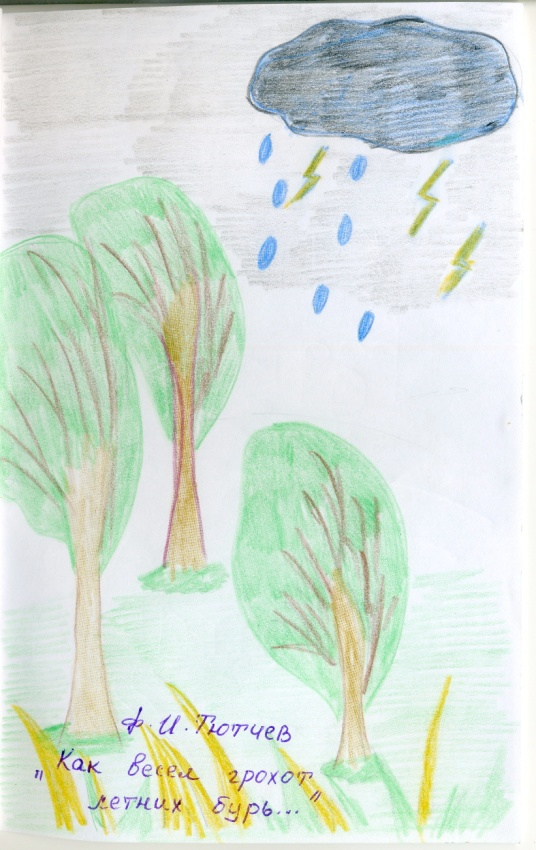 Ф. И. Тютчев
„Как весел грохот
летних бурь..."